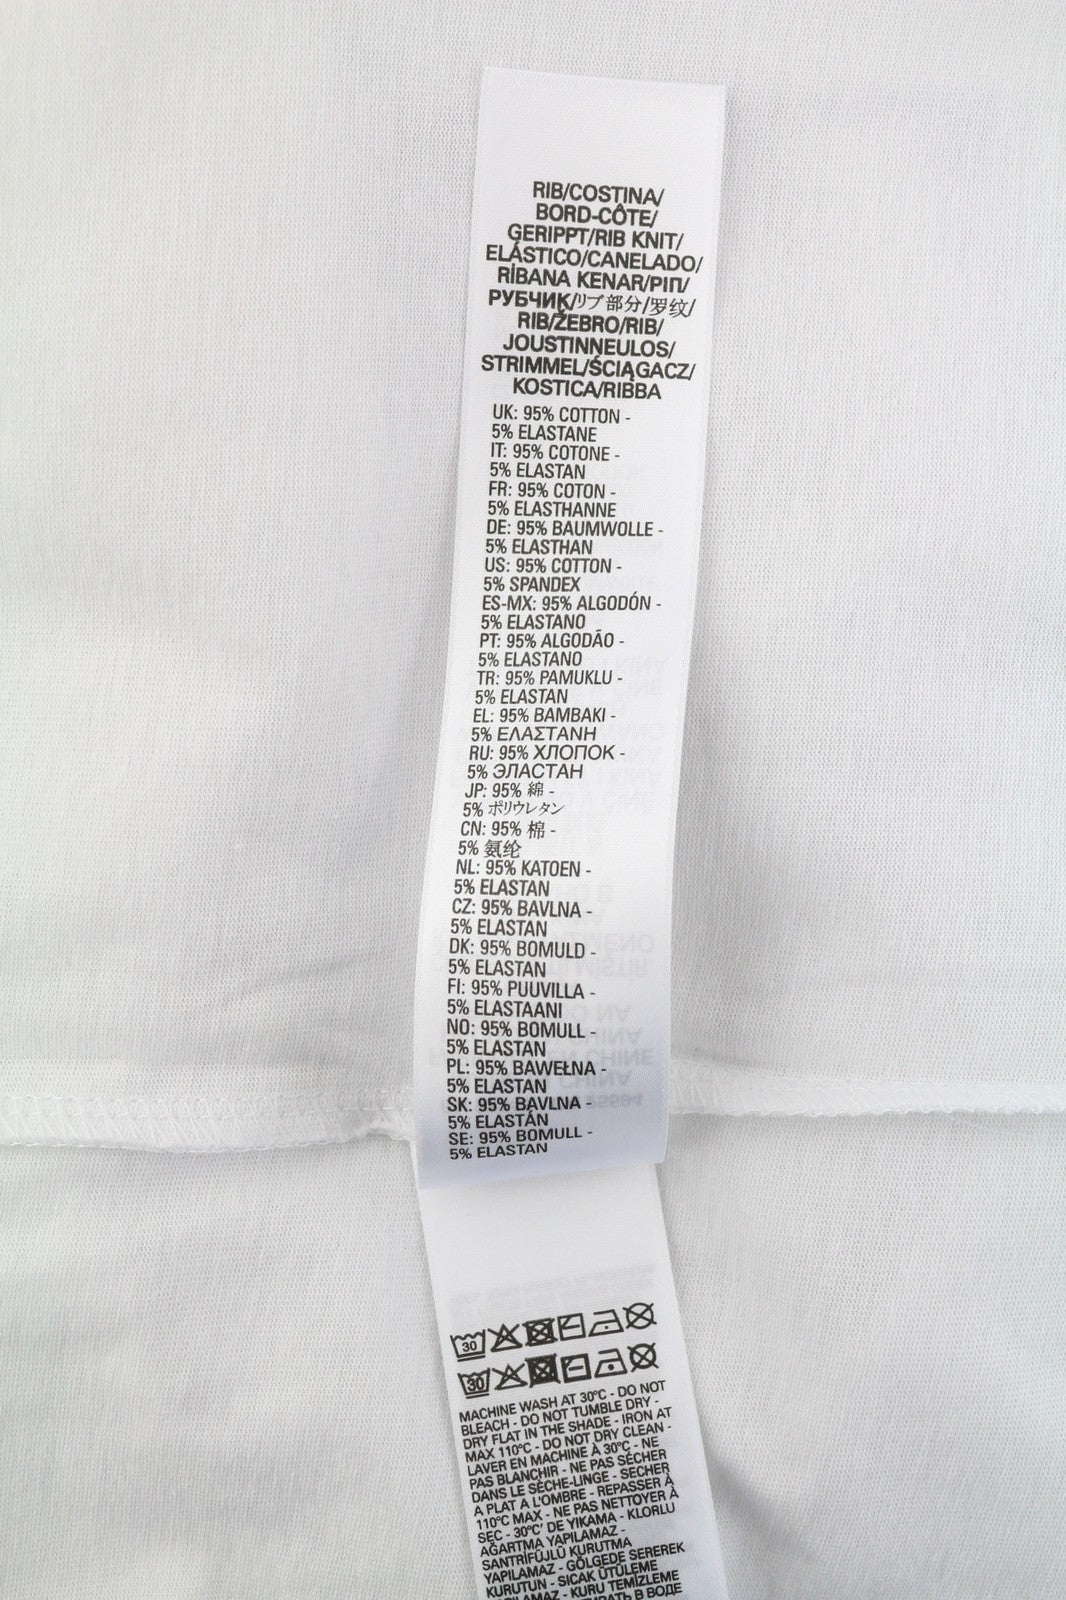 RIB/COSTINA/
BORD-CÔTE/
GERIPPT/RIB KNIT/
ELÁSTICO/CANELADO/
RİBANA KENAR/ΡΙΠ/
РУБЧИК/リブ部分/罗纹/
RIB/ŽEBRO/RIB/
JOUSTINNEULOS/
STRIMMEL/ŚCIĄGACZ/
KOSTICA/RIBBA
UK: 95% COTTON -
5% ELASTANE
IT: 95% COTONE -
5% ELASTAN
FR: 95% COTON -
5% ELASTHANNE
DE: 95% BAUMWOLLE -
5% ELASTHAN
US: 95% COTTON -
5% SPANDEX
ES-MX: 95% ALGODÓN -
5% ELASTANO
PT: 95% ALGODÃO -
5% ELASTANO
TR: 95% PAMUKLU -
5% ELASTAN
EL: 95% ΒΑΜΒΑΚΙ -
5% ΕΛΑΣΤΑΝΗ
RU: 95% ХЛОПОК -
5% ЭЛАСТАН
JP: 95% 綿 -
5% ポリウレタン
CN: 95% 棉 -
5% 氨纶
NL: 95% KATOEN -
5% ELASTAN
CZ: 95% BAVLNA -
5% ELASTAN
DK: 95% BOMULD -
5% ELASTAN
FI: 95% PUUVILLA -
5% ELASTAANI
NO: 95% BOMULL -
5% ELASTAN
PL: 95% BAWEŁNA -
5% ELASTAN
SK: 95% BAVLNA -
5% ELASTÁN
SE: 95% BOMULL -
5% ELASTAN
30
30
MACHINE WASH AT 30°C - DO NOT
BLEACH - DO NOT TUMBLE DRY -
DRY FLAT IN THE SHADE - IRON AT
MAX 110°C - DO NOT DRY CLEAN -
LAVER EN MACHINE À 30°C - NE
PAS BLANCHIR - NE PAS SÉCHER
DANS LE SÈCHE-LINGE - SECHER
A PLAT A L'OMBRE - REPASSER À
110°C MAX - NE PAS NETTOYER À
SEC - 30°C' DE YIKAMA - KLORLU
AĞARTMA YAPILAMAZ -
SANTRİFÜJLÜ KURUTMA
YAPILAMAZ - GÖLGEDE SEREREK
KURUTUN - SICAK ÜTÜLEME
- KURU TEMİZLEME
В ВОДЕ